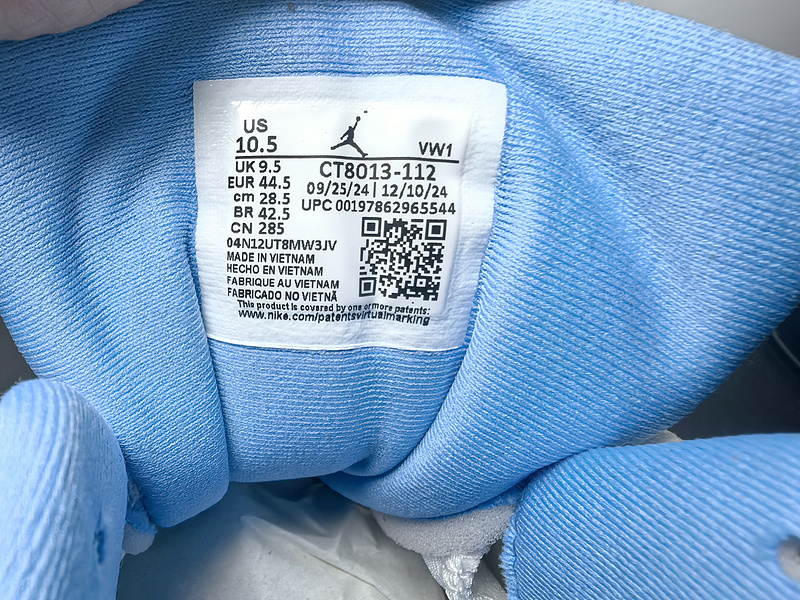 US
10.5
VW1
UK 9.5
EUR 44.5
cm 28.5
BR 42.5
CN 285
CT8013-112
09/25/24 | 12/10/24
UPC 00197862965544
04N12UT8MW3JV
MADE IN VIETNAM
HECHO EN VIETNAM
FABRIQUE AU VIETNAM
FABRICADO NO VIETNÃ
This product is covered by one or more patents:
www.nike.com/patentsvirtualmarking